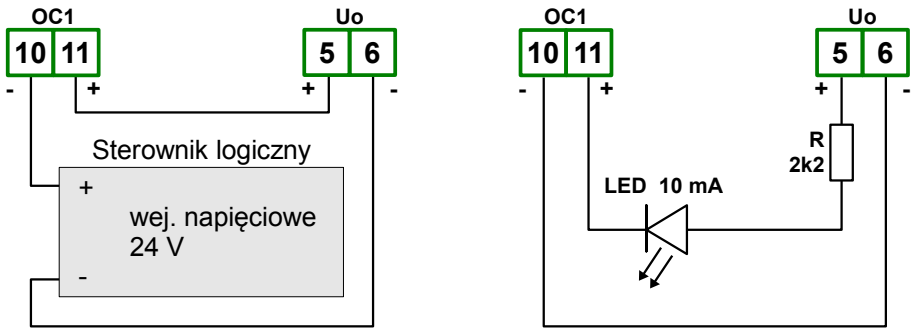 OC1
Uo
10 11
5 6
- +
+ -
Sterownik logiczny
+
wej. napięciowe
24 V
-
OC1
Uo
10 11
5 6
- +
+ -
R
2k2
LED 10 mA